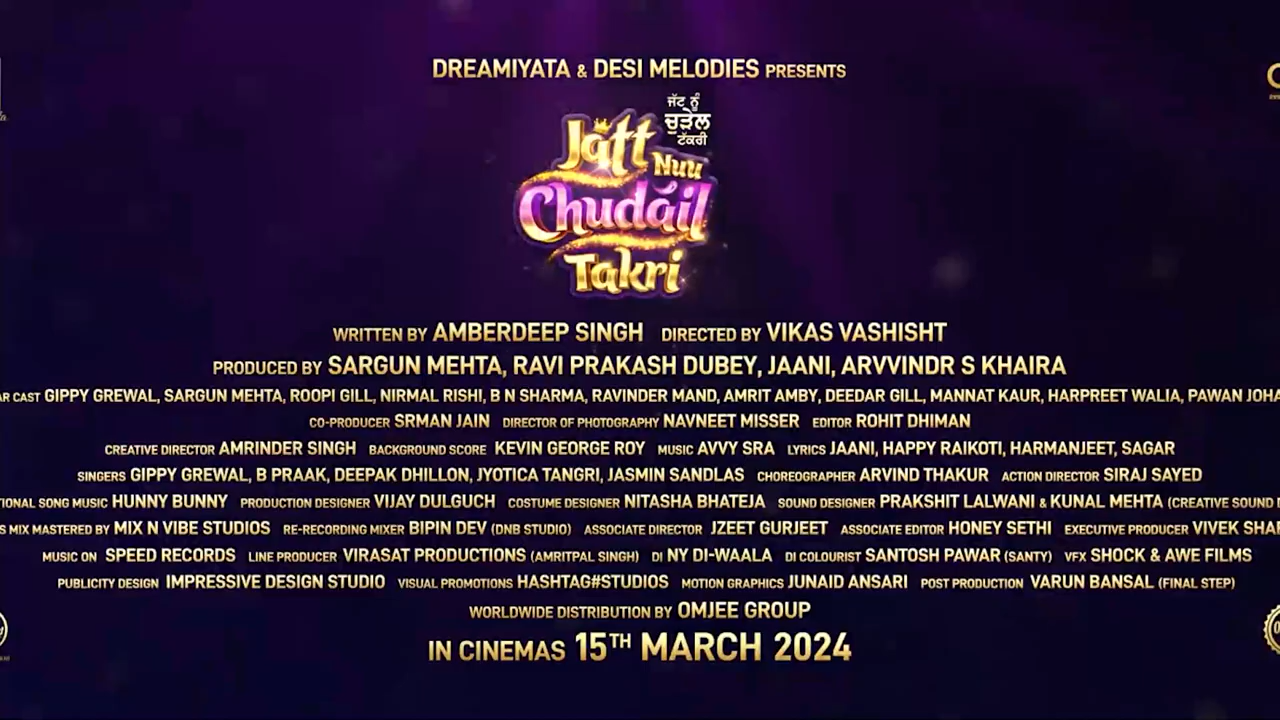 DREAMIYATA & DESI MELODIES PRESENTS
ਜੱਟ ਨੂੰ
ਚੁੜੇਲ
ਟੱਕਰੀ
Jatt
Nuu
Chudail
Takri
WRITTEN BY AMBERDEEP SINGH DIRECTED BY VIKAS VASHISHT
PRODUCED BY SARGUN MEHTA, RAVI PRAKASH DUBEY, JAANI, ARVVINDR S KHAIRA
AR CAST GIPPY GREWAL, SARGUN MEHTA, ROOPI GILL, NIRMAL RISHI, B N SHARMA, RAVINDER MAND, AMRIT AMBY, DEEDAR GILL, MANNAT KAUR, HARPREET WALIA, PAWAN JOHA
CO-PRODUCER SRMAN JAIN DIRECTOR OF PHOTOGRAPHY NAVNEET MISSER EDITOR ROHIT DHIMAN
CREATIVE DIRECTOR AMRINDER SINGH BACKGROUND SCORE KEVIN GEORGE ROY MUSIC AVVY SRA LYRICS JAANI, HAPPY RAIKOTI, HARMANJEET, SAGAR
SINGERS GIPPY GREWAL, B PRAAK, DEEPAK DHILLON, JYOTICA TANGRI, JASMIN SANDLAS CHOREOGRAPHER ARVIND THAKUR ACTION DIRECTOR SIRAJ SAYED
TIONAL SONG MUSIC HUNNY BUNNY PRODUCTION DESIGNER VIJAY DULGUCH COSTUME DESIGNER NITASHA BHATEJA SOUND DESIGNER PRAKSHIT LALWANI & KUNAL MEHTA (CREATIVE SOUND
S MIX MASTERED BY MIX N VIBE STUDIOS RE-RECORDING MIXER BIPIN DEV (DNB STUDIO) ASSOCIATE DIRECTOR JZEET GURJEET ASSOCIATE EDITOR HONEY SETHI EXECUTIVE PRODUCER VIVEK SHAR
MUSIC ON SPEED RECORDS LINE PRODUCER VIRASAT PRODUCTIONS (AMRITPAL SINGH) DI NY DI-WAALA DI COLOURIST SANTOSH PAWAR (SANTY) VFX SHOCK & AWE FILMS
PUBLICITY DESIGN IMPRESSIVE DESIGN STUDIO VISUAL PROMOTIONS HASHTAG#STUDIOS MOTION GRAPHICS JUNAID ANSARI POST PRODUCTION VARUN BANSAL (FINAL STEP)
WORLDWIDE DISTRIBUTION BY OMJEE GROUP
IN CINEMAS 15TH MARCH 2024